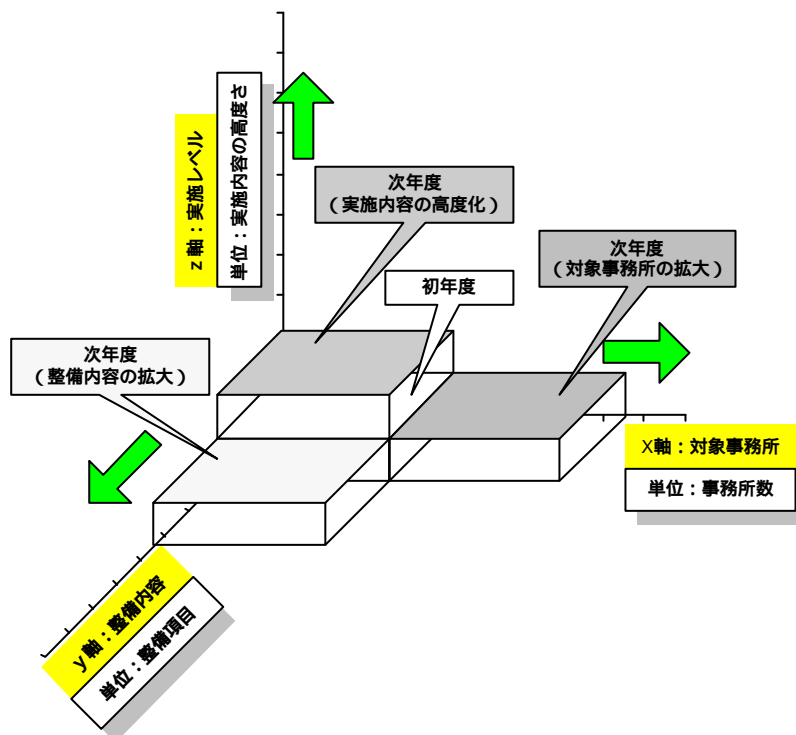 z軸：実施レベル
単位：実施内容の高度さ
次年度
（実施内容の高度化）
次年度
（対象事務所の拡大）
初年度
次年度
（整備内容の拡大）
X軸：対象事務所
単位：事務所数
y軸：整備内容
単位：整備項目